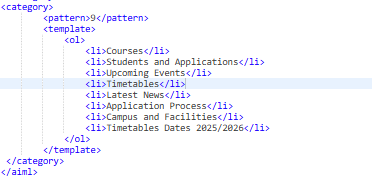 <category>
<pattern>9</pattern>
<template>
<ol>
<li>Courses</li>
<li>Students and Applications</li>
<li>Upcoming Events</li>
<li>Timetables</li>
<li>Latest News</li>
<li>Application Process</li>
<li>Campus and Facilities</li>
<li>Timetables Dates 2025/2026</li>
</ol>
</template>
</category>
</aiml>